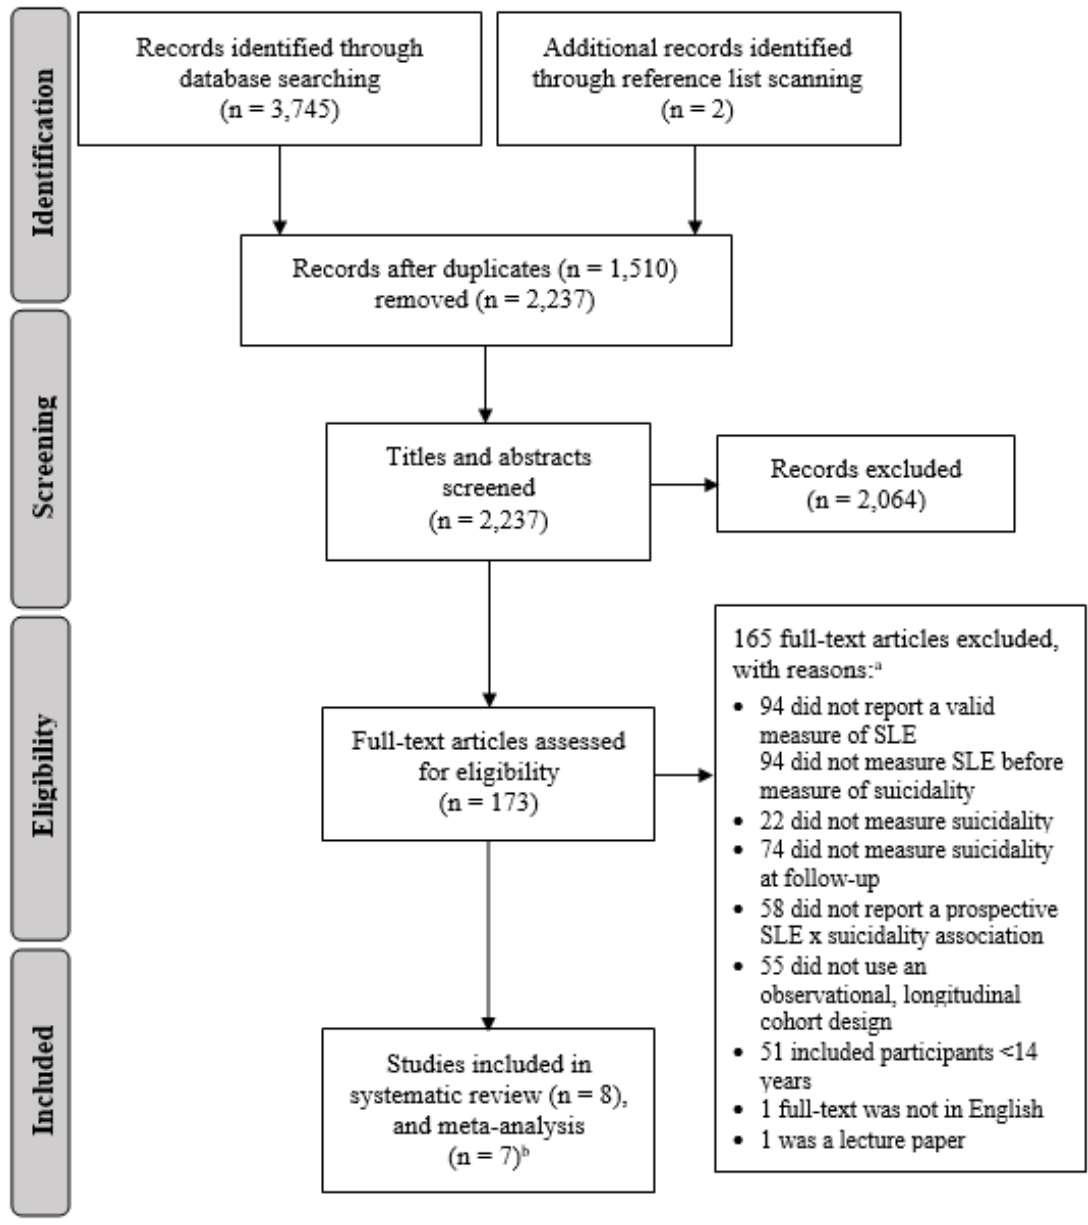 Identification
Records identified through
database searching
(n = 3,745)
Additional records identified
through reference list scanning
(n = 2)
Records after duplicates (n = 1,510)
removed (n = 2,237)
Screening
Titles and abstracts
screened
(n = 2,237)
Records excluded
(n = 2,064)
Eligibility
Full-text articles assessed
for eligibility
(n = 173)
165 full-text articles excluded,
with reasons:ᵃ
• 94 did not report a valid
measure of SLE
94 did not measure SLE before
measure of suicidality
• 22 did not measure suicidality
• 74 did not measure suicidality
at follow-up
• 58 did not report a prospective
SLE x suicidality association
• 55 did not use an
observational, longitudinal
cohort design
• 51 included participants <14
years
• 1 full-text was not in English
• 1 was a lecture paper
Included
Studies included in
systematic review (n = 8),
and meta-analysis
(n = 7)ᵇ